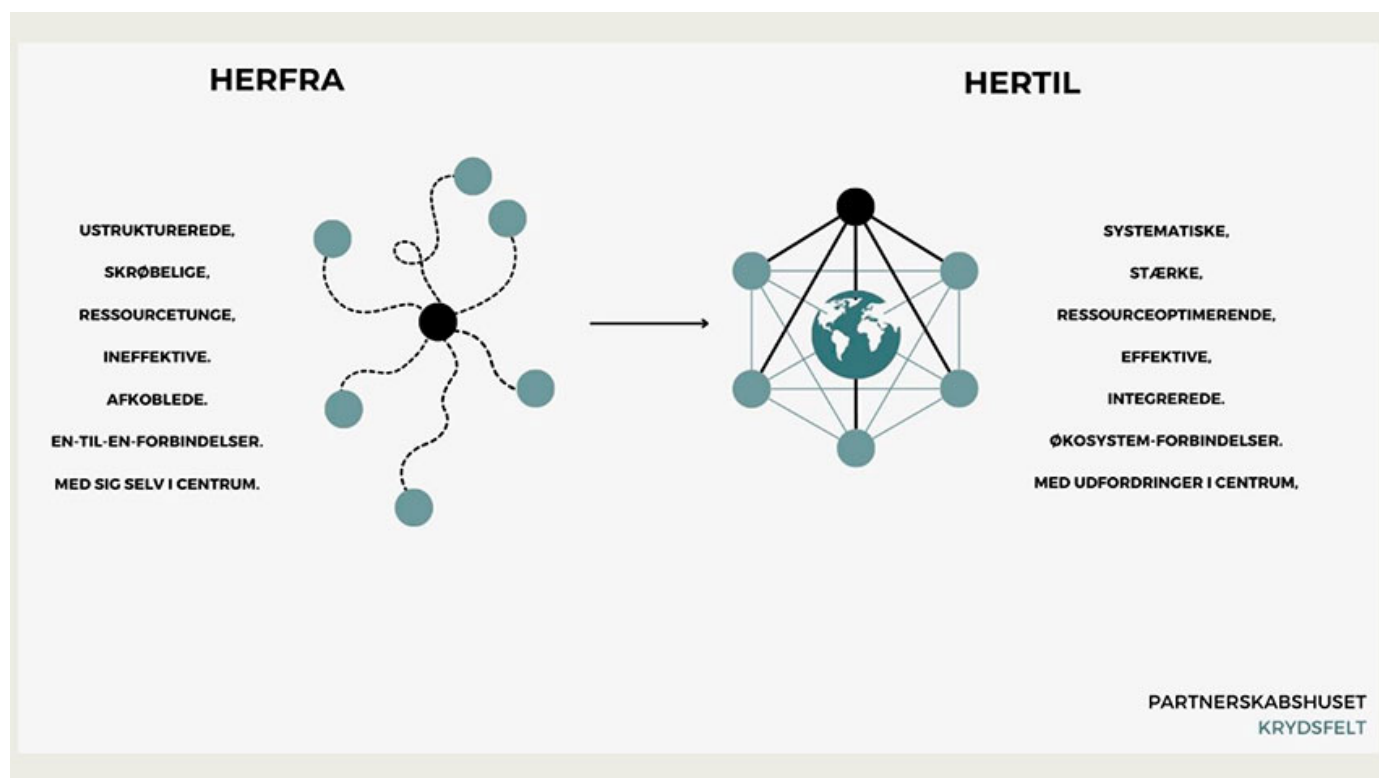 HERFRA
USTRUKTUREREDE,
SKRØBELIGE,
RESSOURCETUNGE,
INEFFEKTIVE.
AFKOBLEDE.
EN-TIL-EN-FORBINDELSER.
MED SIG SELV I CENTRUM.
HERTIL
SYSTEMATISKE,
STÆRKE,
RESSOURCEOPTIMERENDE,
EFFEKTIVE,
INTEGREREDE.
ØKOSYSTEM-FORBINDELSER.
MED UDFORDRINGER I CENTRUM,
PARTNERSKABSHUSET
KRYDSFELT